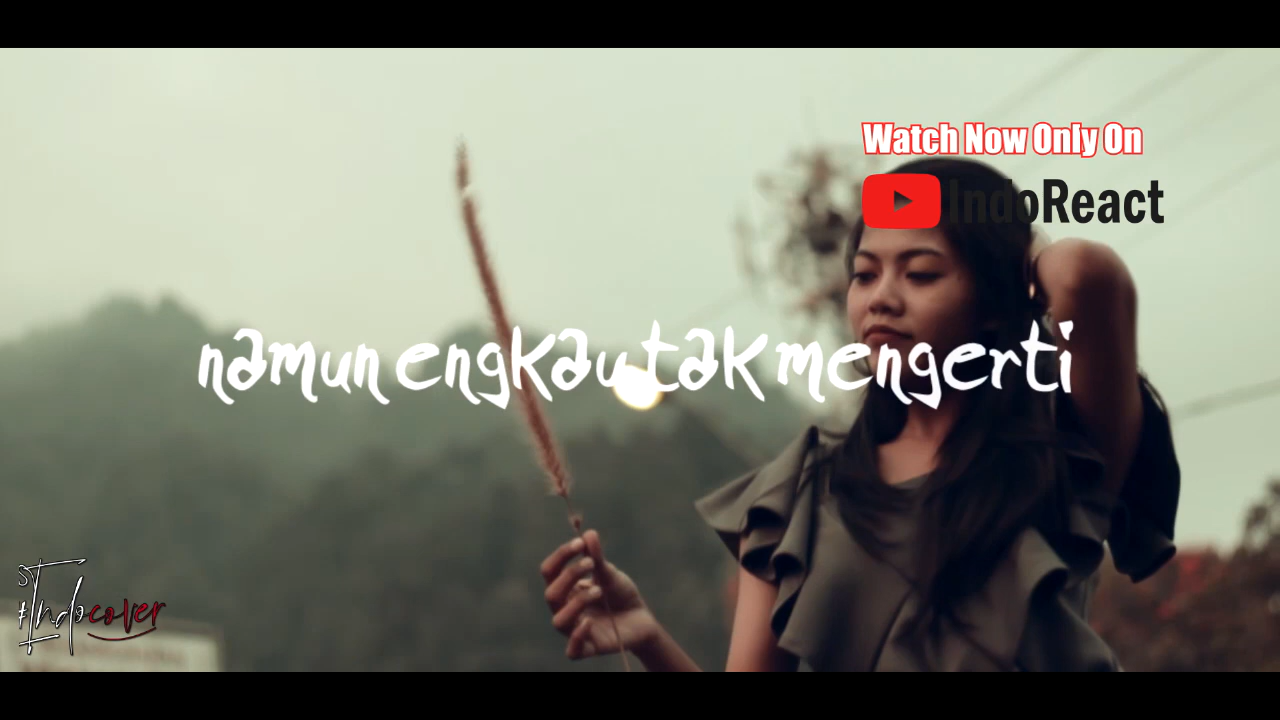 Watch Now Only On
IndoReact
namun engkau tak mengerti
#Indocover